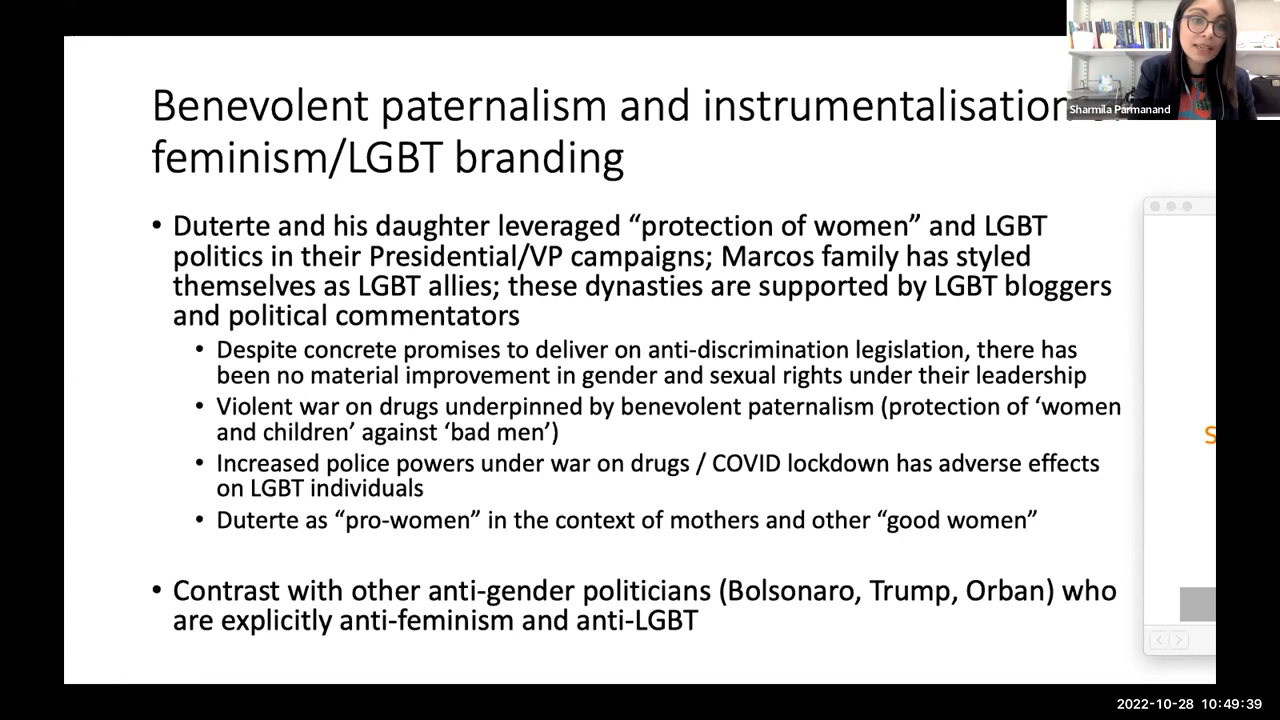 Sharmila Parmanand
Benevolent paternalism and instrumentalisation
feminism/LGBT branding
• Duterte and his daughter leveraged “protection of women” and LGBT
politics in their Presidential/VP campaigns; Marcos family has styled
themselves as LGBT allies; these dynasties are supported by LGBT bloggers
and political commentators
• Despite concrete promises to deliver on anti-discrimination legislation, there has
been no material improvement in gender and sexual rights under their leadership
• Violent war on drugs underpinned by benevolent paternalism (protection of ‘women
and children’ against ‘bad men’)
• Increased police powers under war on drugs / COVID lockdown has adverse effects
on LGBT individuals
• Duterte as “pro-women” in the context of mothers and other “good women”
• Contrast with other anti-gender politicians (Bolsonaro, Trump, Orban) who
are explicitly anti-feminism and anti-LGBT
2022-10-28 10:49:39